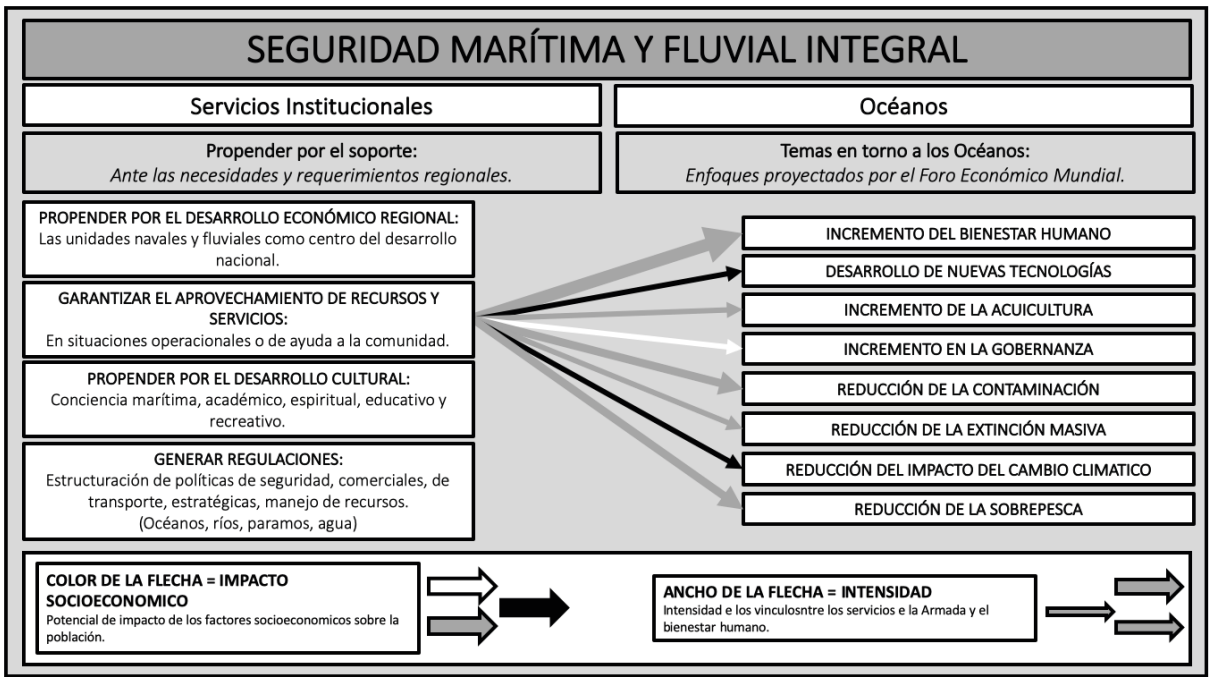 SEGURIDAD MARÍTIMA Y FLUVIAL INTEGRAL
Servicios Institucionales
Océanos
Propender por el soporte:
Ante las necesidades y requerimientos regionales.
Temas en torno a los Océanos:
Enfoques proyectados por el Foro Económico Mundial.
PROPENDER POR EL DESARROLLO ECONÓMICO REGIONAL:
Las unidades navales y fluviales como centro del desarrollo
nacional.
GARANTIZAR EL APROVECHAMIENTO DE RECURSOS Y
SERVICIOS:
En situaciones operacionales o de ayuda a la comunidad.
PROPENDER POR EL DESARROLLO CULTURAL:
Conciencia marítima, académico, espiritual, educativo y
recreativo.
GENERAR REGULACIONES:
Estructuración de políticas de seguridad, comerciales, de
transporte, estratégicas, manejo de recursos.
(Océanos, ríos, paramos, agua)
INCREMENTO DEL BIENESTAR HUMANO
DESARROLLO DE NUEVAS TECNOLOGÍAS
INCREMENTO DE LA ACUICULTURA
INCREMENTO EN LA GOBERNANZA
REDUCCIÓN DE LA CONTAMINACIÓN
REDUCCIÓN DE LA EXTINCIÓN MASIVA
REDUCCIÓN DEL IMPACTO DEL CAMBIO CLIMATICO
REDUCCIÓN DE LA SOBREPESCA
COLOR DE LA FLECHA = IMPACTO
SOCIOECONOMICO
Potencial de impacto de los factores socioeconomicos sobre la
población.
ANCHO DE LA FLECHA = INTENSIDAD
Intensidad e los vinculosntre los servicios e la Armada y el
bienestar humano.